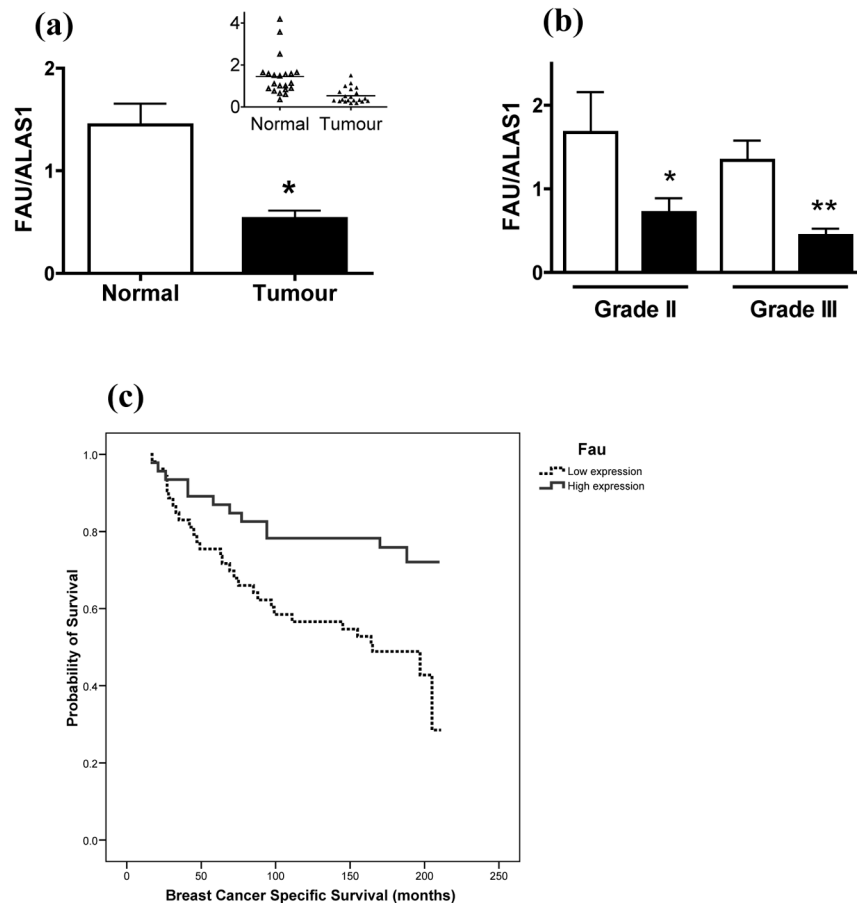 (a)
FAU/ALAS1
2
1
0
4
2
0
Normal Tumour
*
Normal Tumour
(b)
FAU/ALAS1
2
1
0
*
**
Grade II Grade III
(c)
Probability of Survival
1.0
0.8
0.6
0.4
0.2
0.0
0 50 100 150 200 250
Breast Cancer Specific Survival (months)
Fau
Low expression
High expression